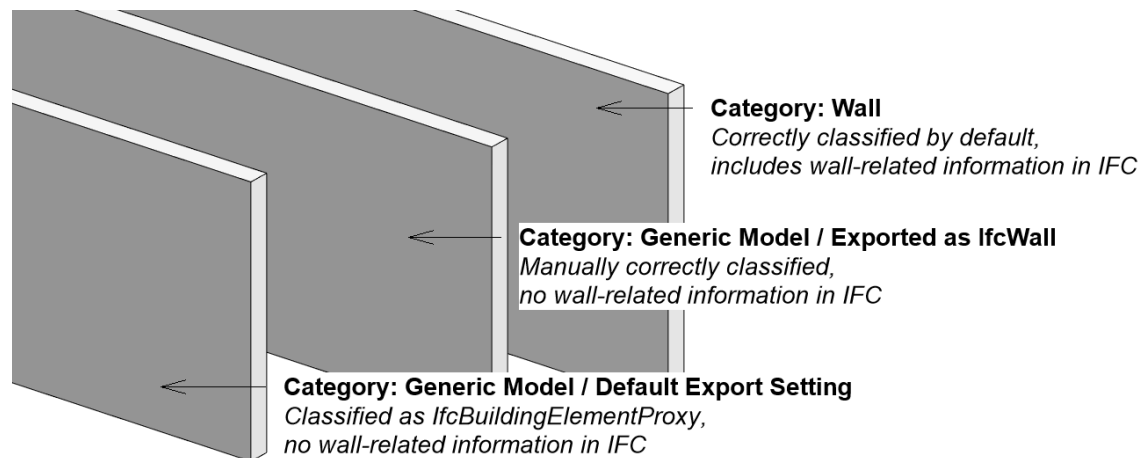 Category: Wall
Correctly classified by default,
includes wall-related information in IFC
Category: Generic Model / Exported as IfcWall
Manually correctly classified,
no wall-related information in IFC
Category: Generic Model / Default Export Setting
Classified as IfcBuildingElementProxy,
no wall-related information in IFC